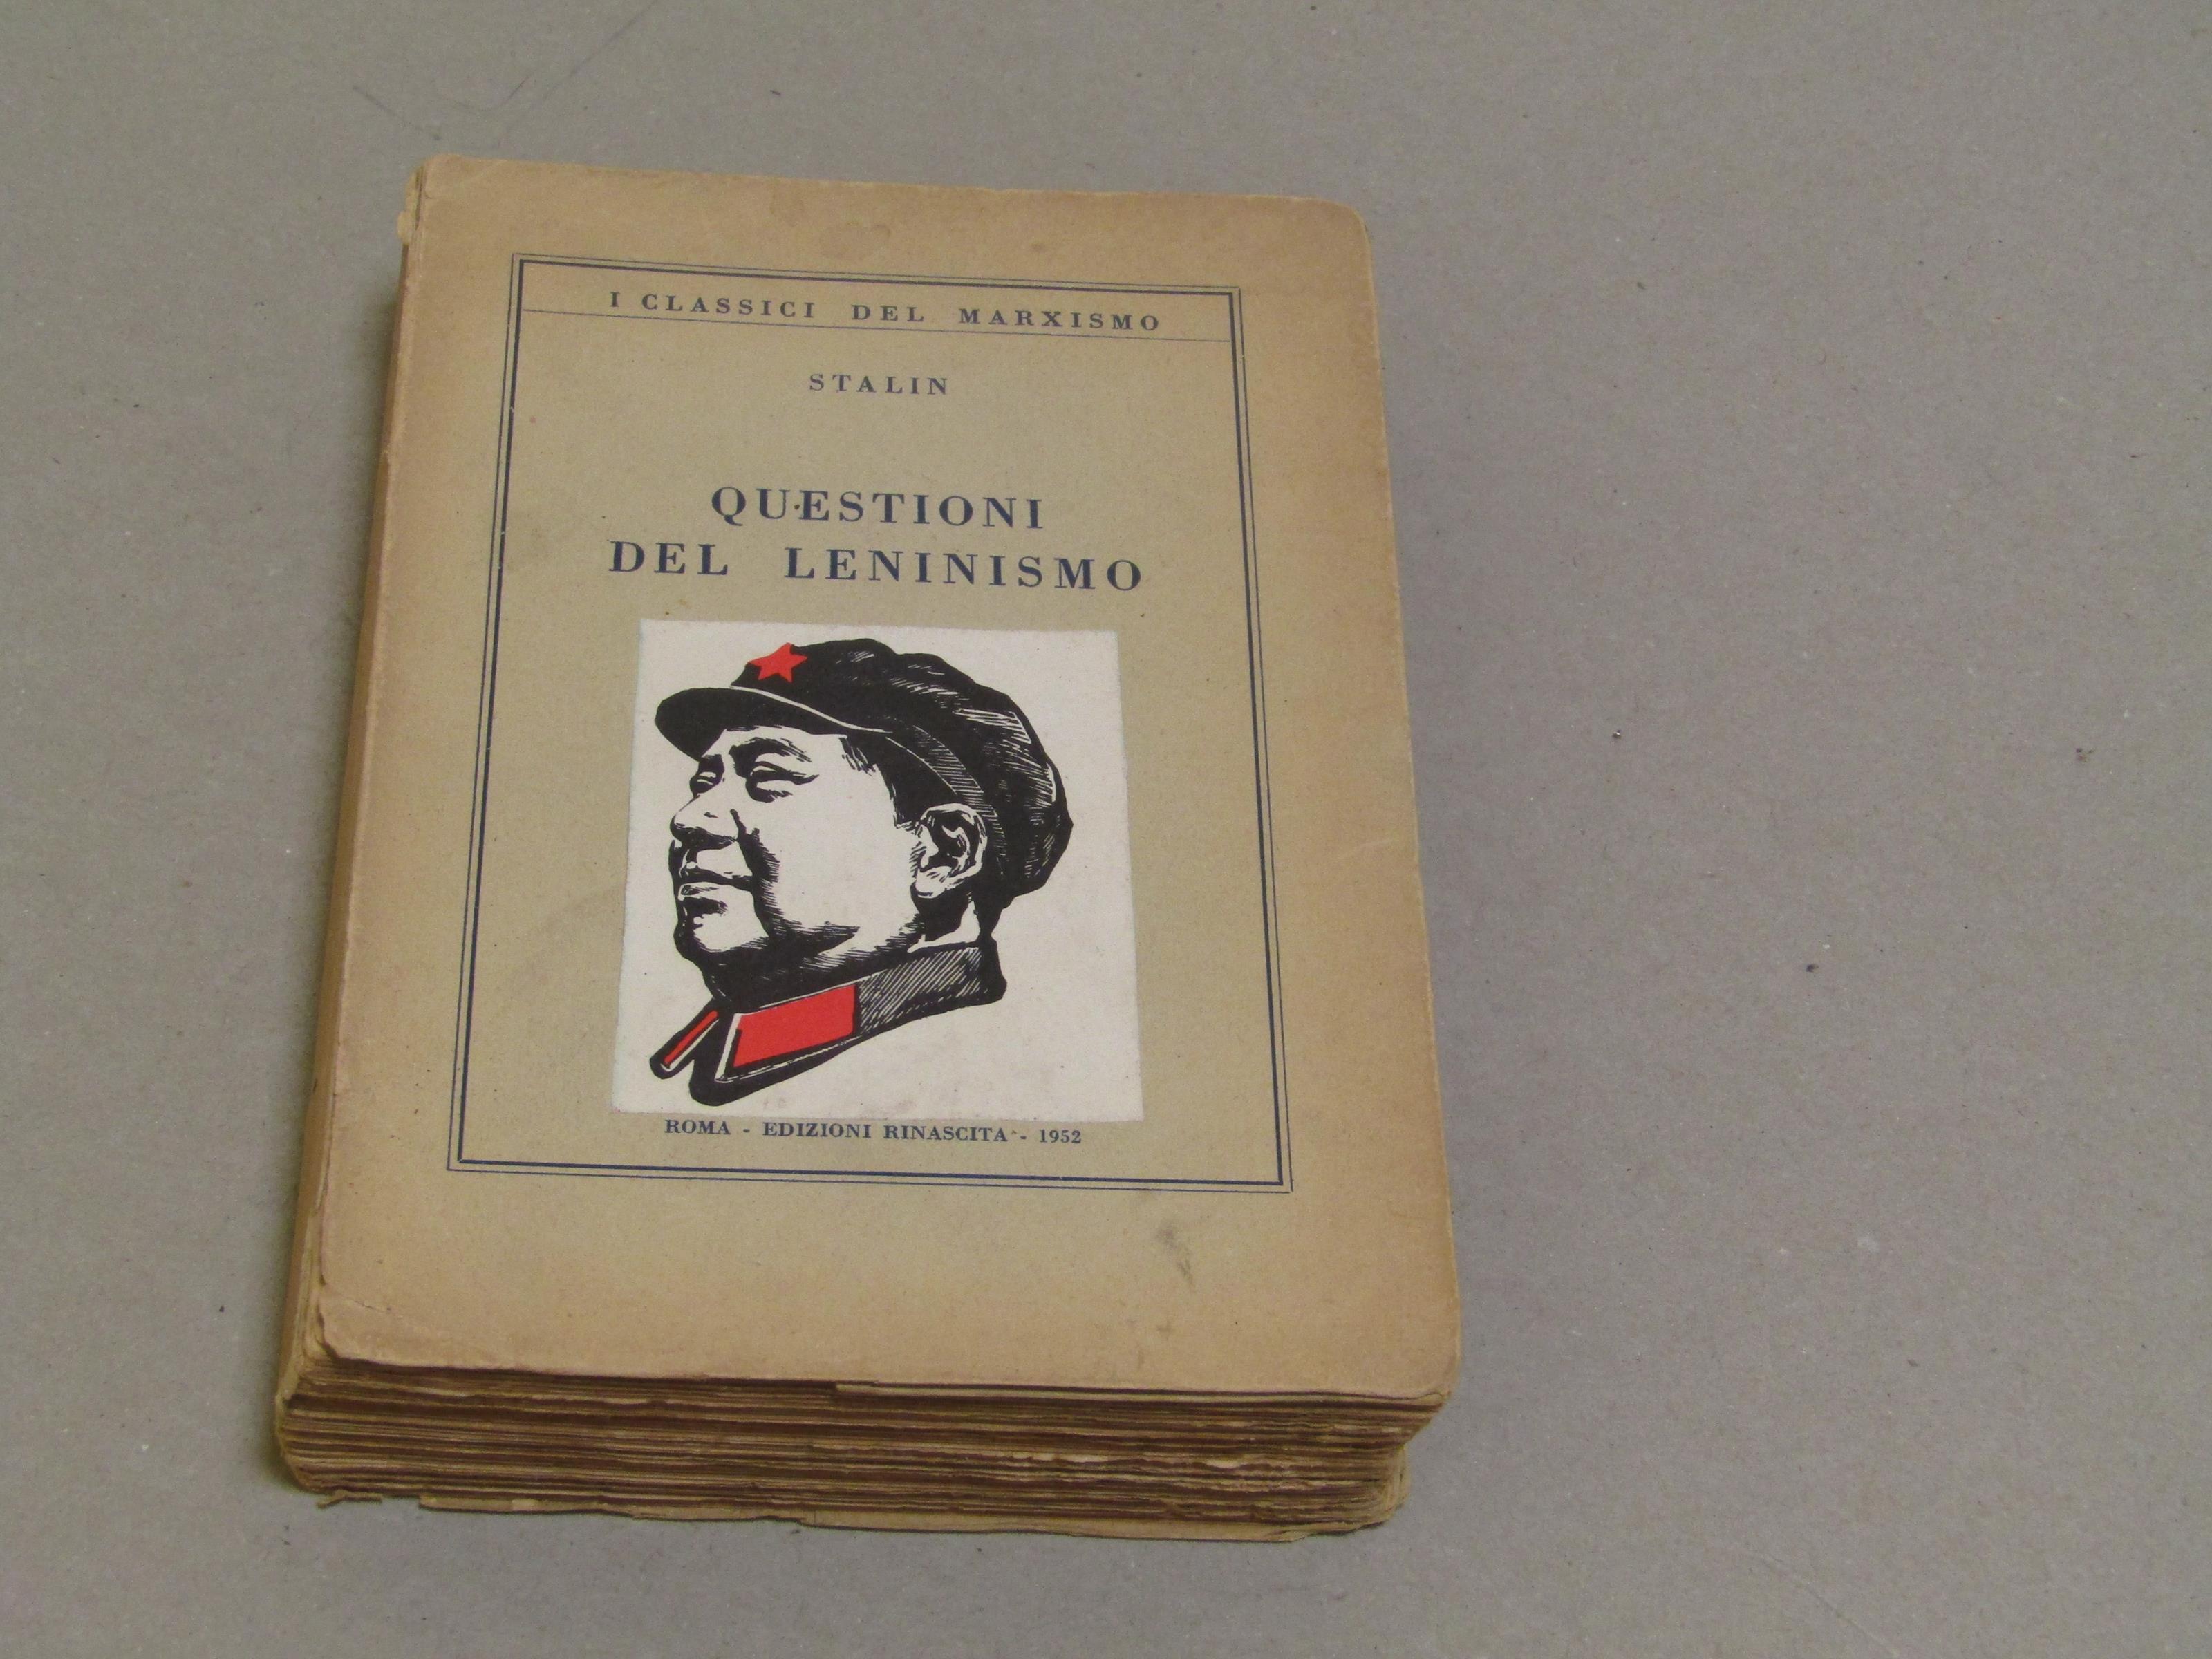 I CLASSICI DEL MARXISMO
STALIN
QUESTIONI
DEL LENINISMO
ROMA - EDIZIONI RINASCITA - 1952